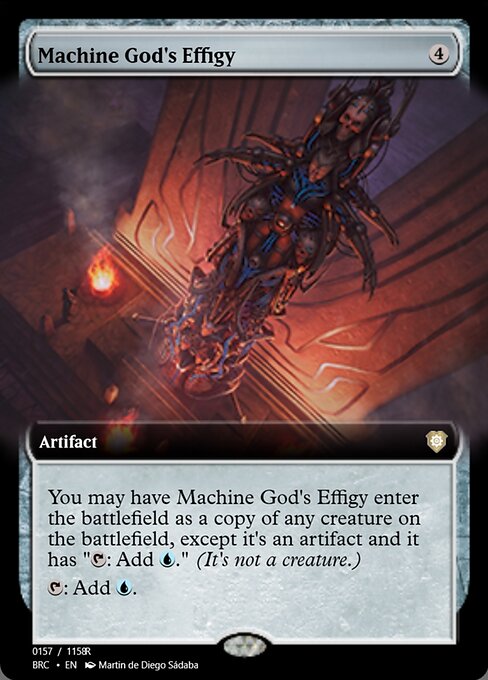 Machine God's Effigy 4
Artifact
You may have Machine God's Effigy enter
the battlefield as a copy of any creature on
the battlefield, except it's an artifact and it
has ": Add ." (It's not a creature.)
: Add .
0157 / 1158R
BRC • EN Martin de Diego Sádaba